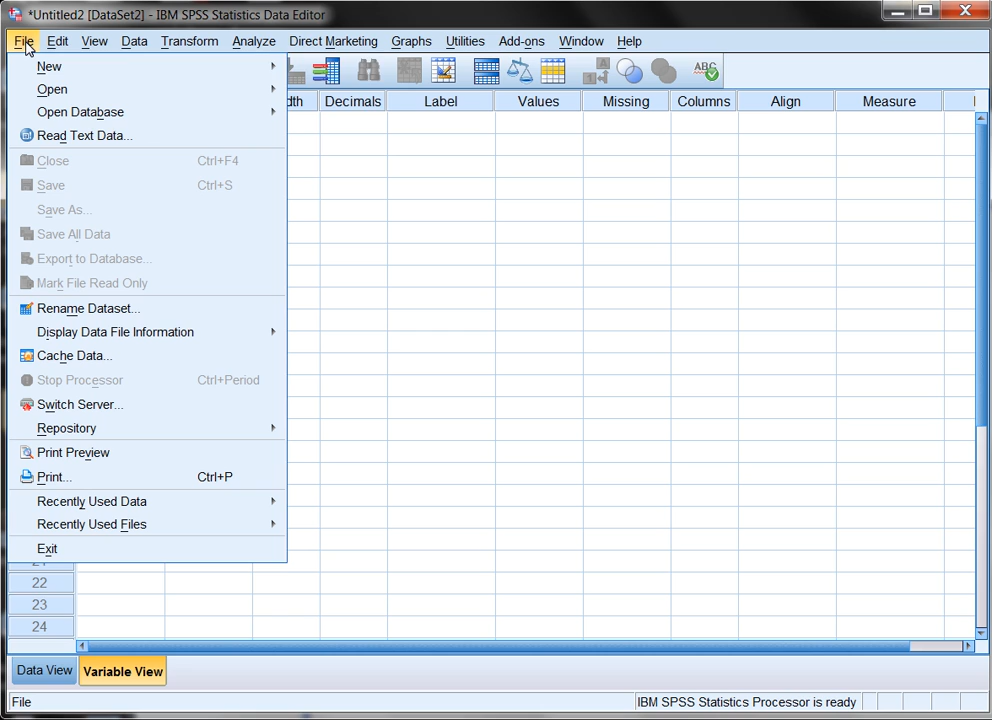 *Untitled2 [DataSet2] - IBM SPSS Statistics Data Editor
File Edit View Data Transform Analyze Direct Marketing Graphs Utilities Add-ons Window Help
ABC
Decimals Label Values Missing Columns Align Measure
New
Open
Open Database
Read Text Data...
Close Ctrl+F4
Save Ctrl+S
Save As...
Save All Data
Export to Database...
Mark File Read Only
Rename Dataset...
Display Data File Information
Cache Data...
Stop Processor Ctrl+Period
Switch Server...
Repository
Print Preview
Print... Ctrl+P
Recently Used Data
Recently Used Files
Exit
22
23
24
Data View Variable View
File IBM SPSS Statistics Processor is ready